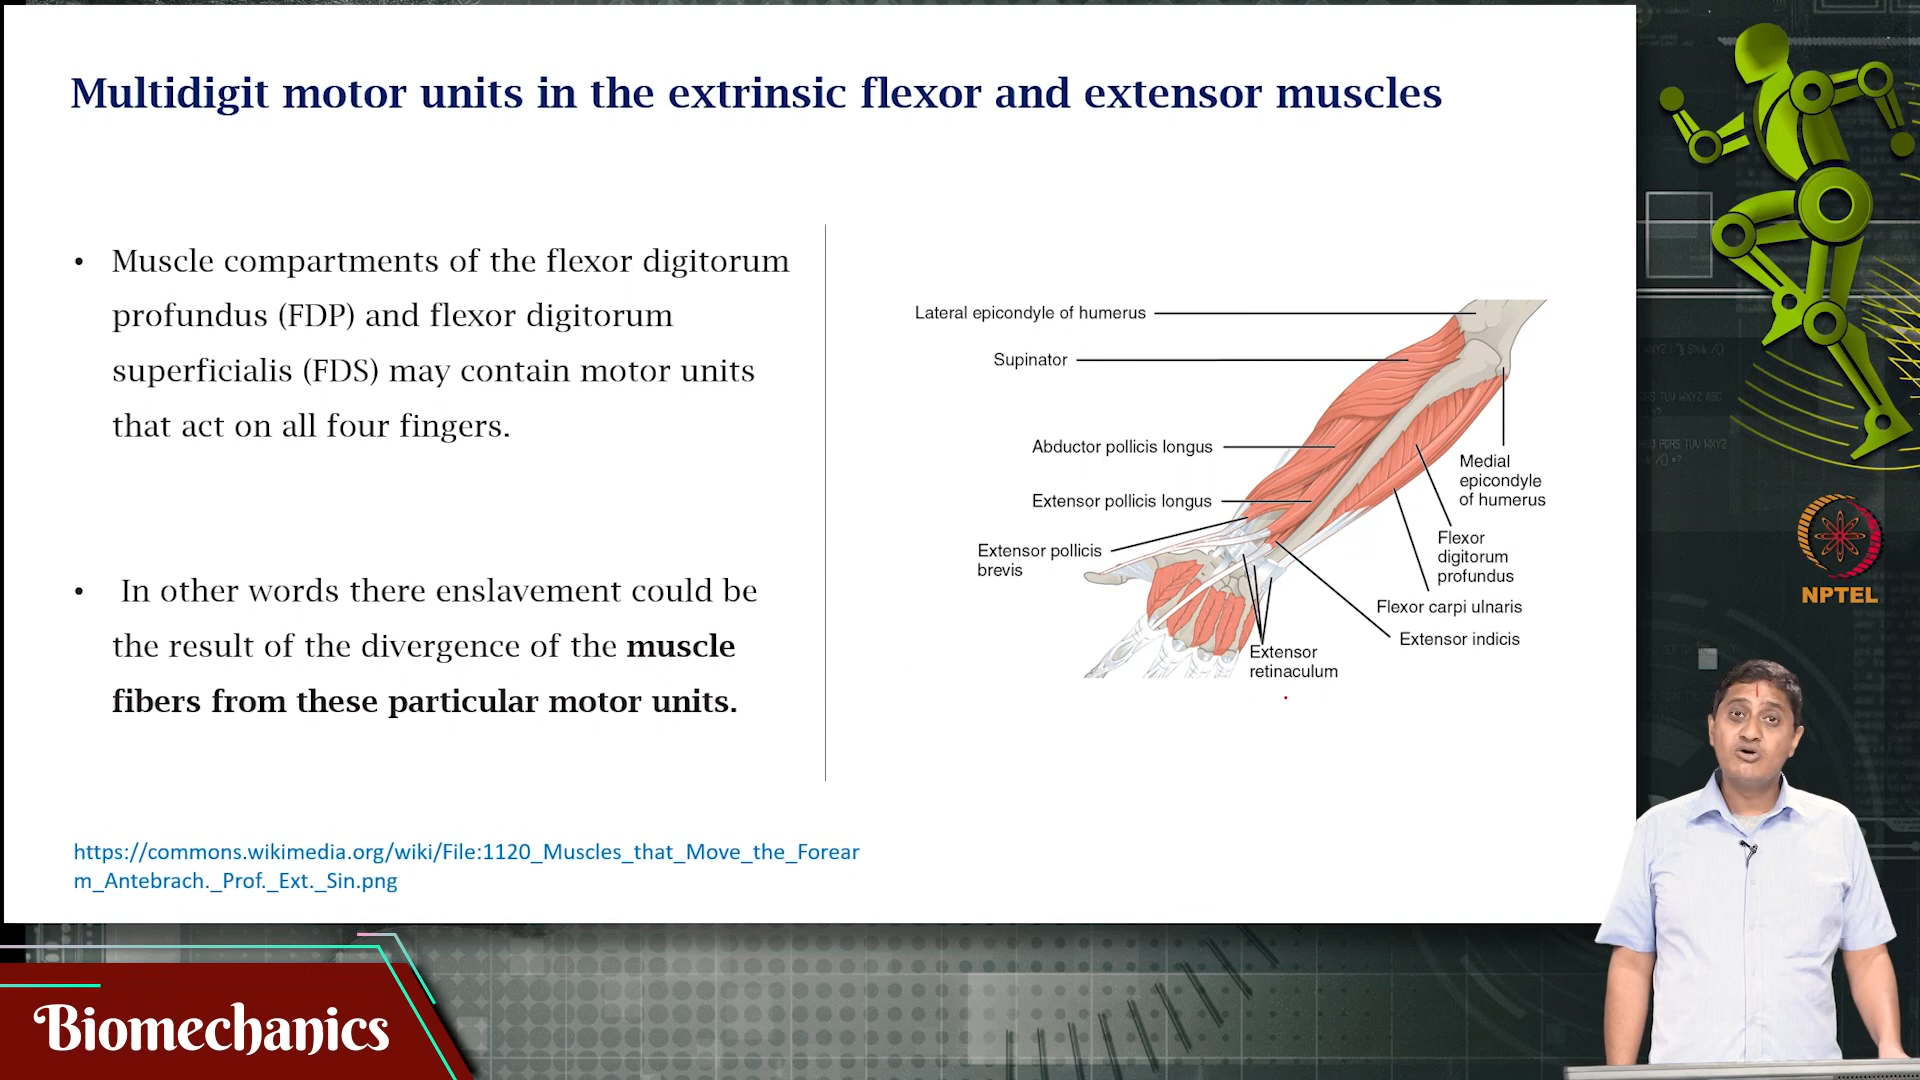 Multidigit motor units in the extrinsic flexor and extensor muscles
• Muscle compartments of the flexor digitorum
profundus (FDP) and flexor digitorum
superficialis (FDS) may contain motor units
that act on all four fingers.
• In other words there enslavement could be
the result of the divergence of the muscle
fibers from these particular motor units.
https://commons.wikimedia.org/wiki/File:1120_Muscles_that_Move_the_Forear
m_Antebrach._Prof._Ext._Sin.png
Lateral epicondyle of humerus
Supinator
Abductor pollicis longus
Extensor pollicis longus
Extensor pollicis
brevis
Medial
epicondyle
of humerus
Flexor
digitorum
profundus
Flexor carpi ulnaris
Extensor indicis
Extensor
retinaculum
NPTEL
Biomechanics